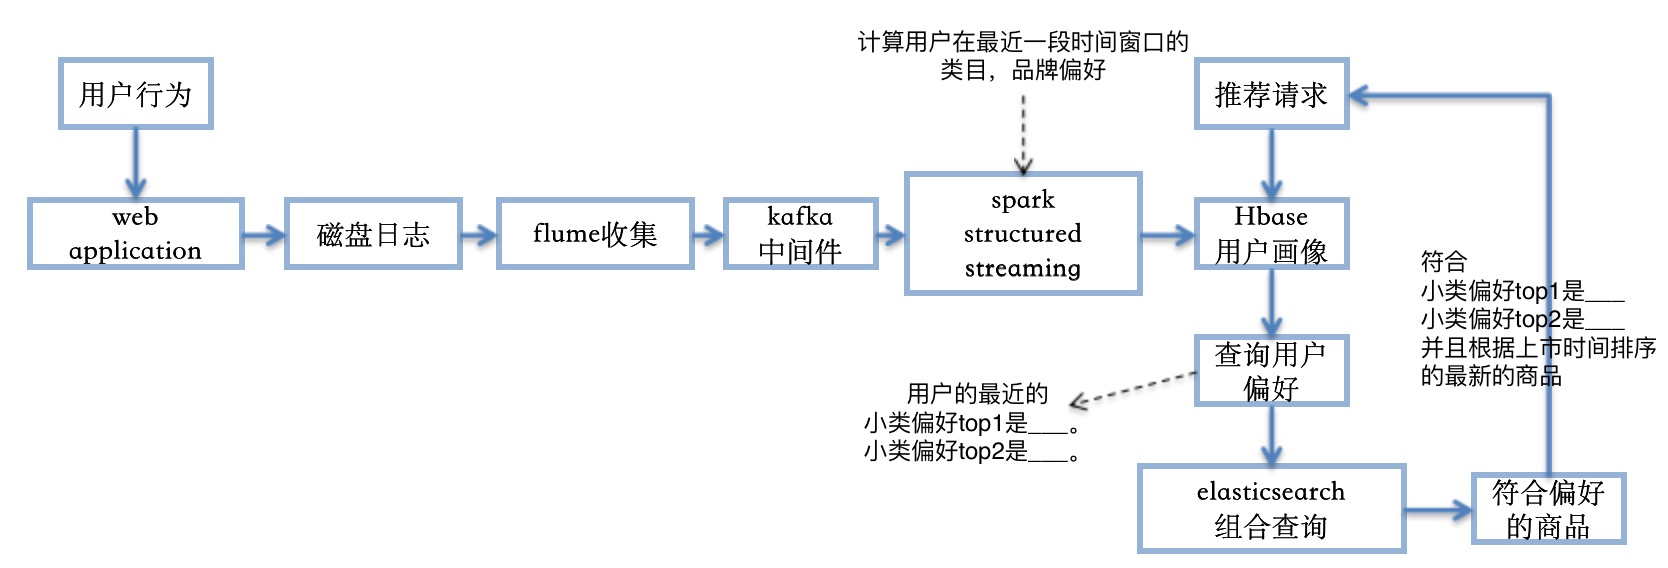 计算用户在最近一段时间窗口的
类目，品牌偏好
用户行为
推荐请求
web
application
磁盘日志
flume收集
kafka
中间件
spark
structured
streaming
Hbase
用户画像
符合
小类偏好top1是___
小类偏好top2是___
并且根据上市时间排序
的最新的商品
查询用户
偏好
用户的最近的
小类偏好top1是___。
小类偏好top2是___。
elasticsearch
组合查询
符合偏好
的商品